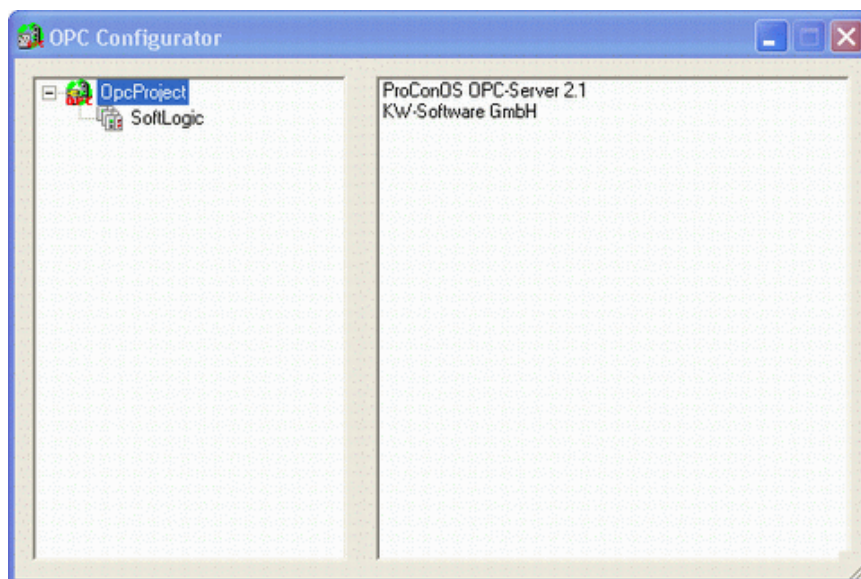 OPC Configurator
OpcProject
SoftLogic
ProConOS OPC-Server 2.1
KW-Software GmbH